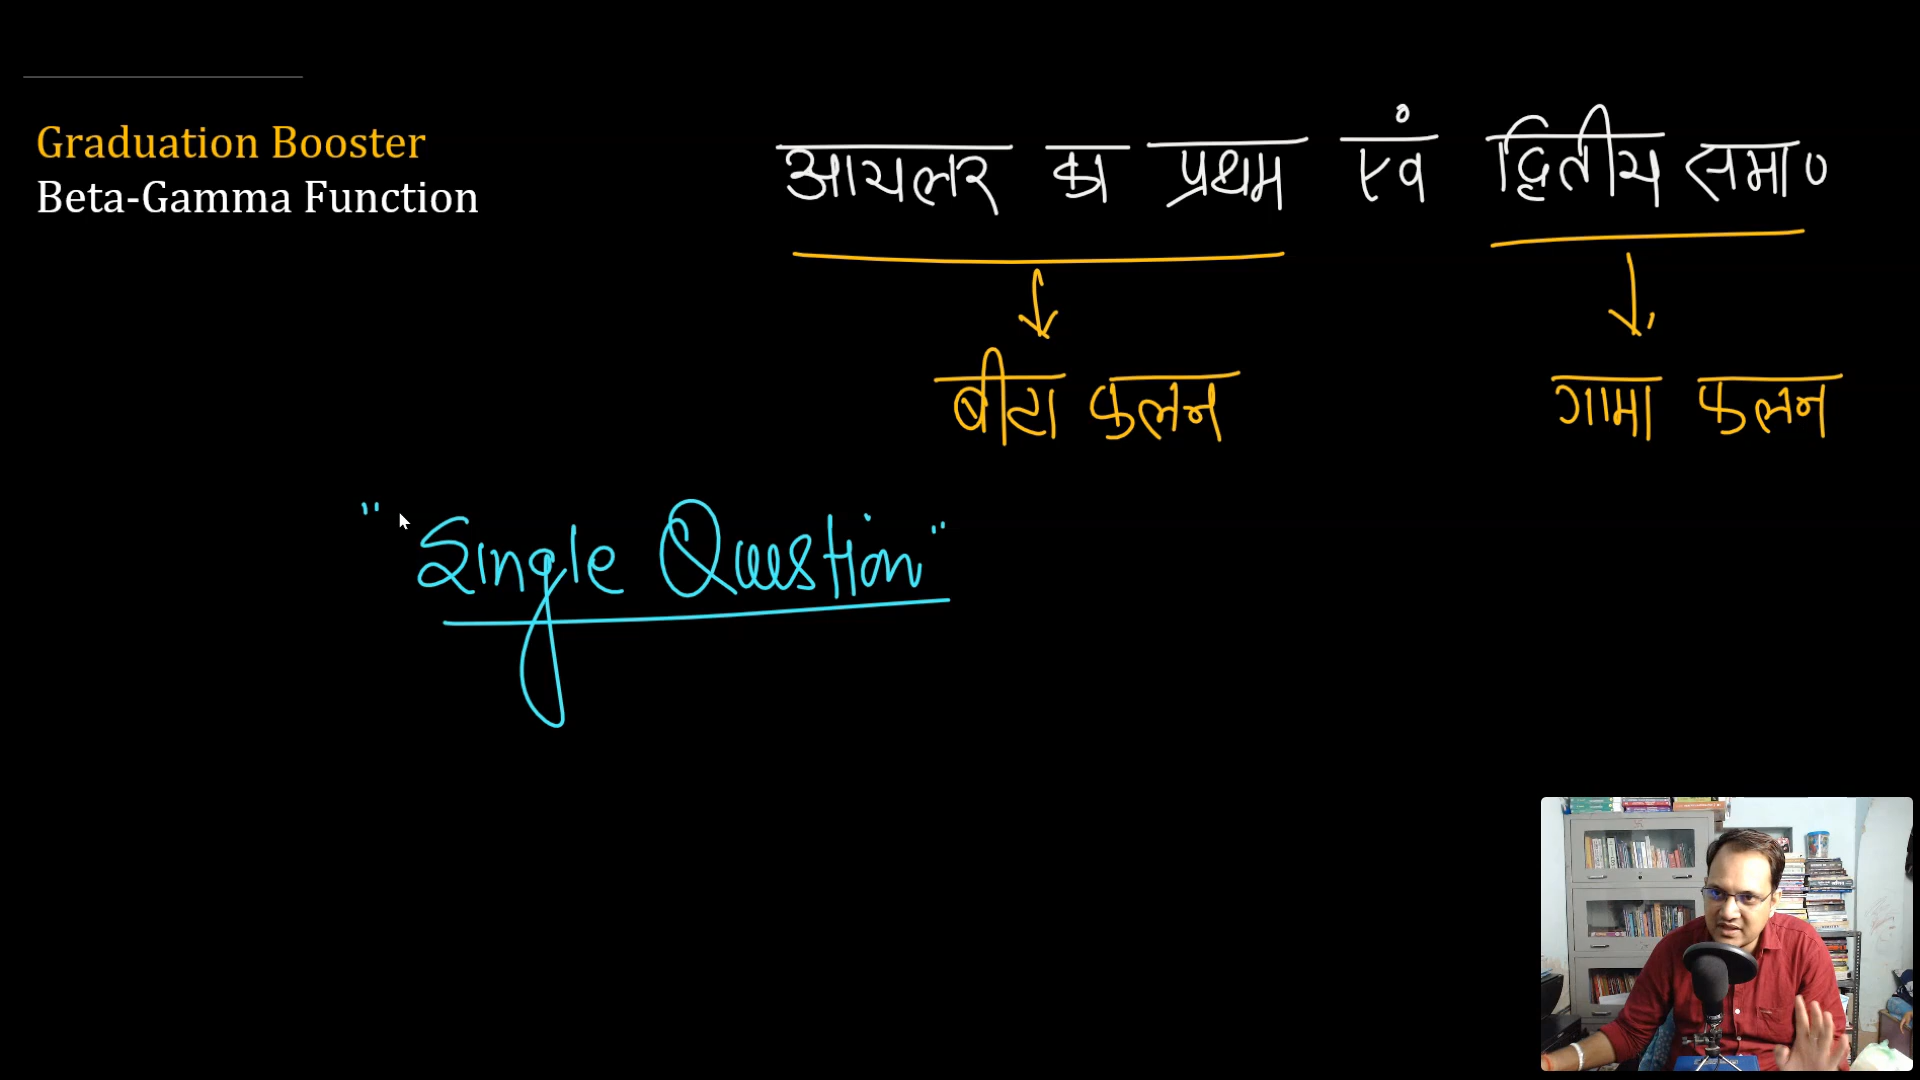 Graduation Booster
Beta-Gamma Function
आयलर का प्रथम एवं द्वितीय समा०
बीटा फलन
गामा फलन
"Single Question"